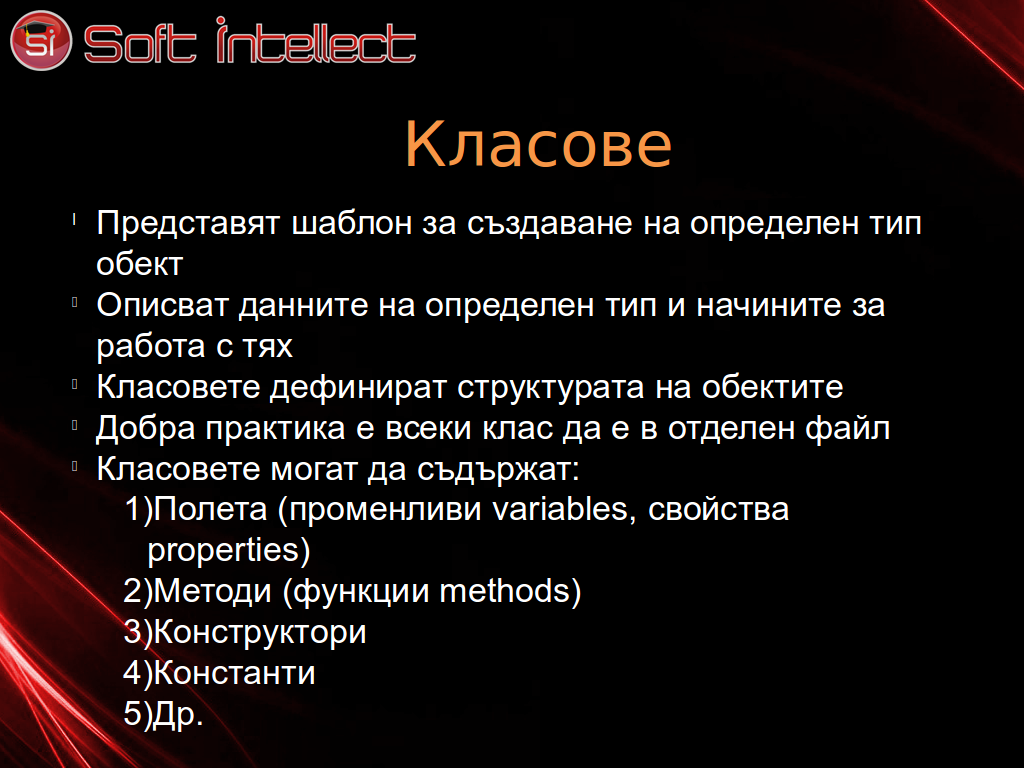 Si Soft intellect
Класове
Представят шаблон за създаване на определен тип
обект
Описват данните на определен тип и начините за
работа с тях
Класовете дефинират структурата на обектите
Добра практика е всеки клас да е в отделен файл
Класовете могат да съдържат:
1)Полета (променливи variables, свойства
properties)
2)Методи (функции methods)
3)Конструктори
4)Константи
5)Др.